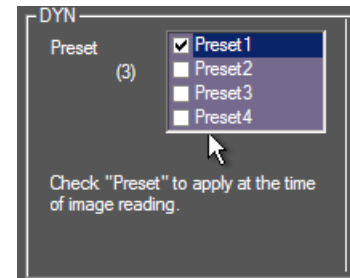 DYN
Preset
(3)
Preset1
Preset2
Preset3
Preset4
Check "Preset" to apply at the time
of image reading.